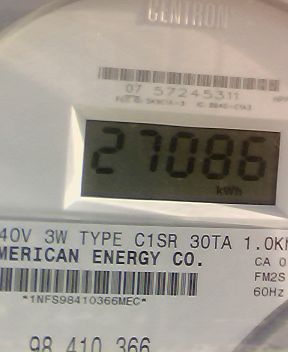 CENTRON
07 57245311
27086
kWh
40V 3W TYPE C1SR 30TA 1.0K
MERICAN ENERGY CO.
CA 0
FM2S
60Hz
*1NFS98410366MEC*
98 410 366